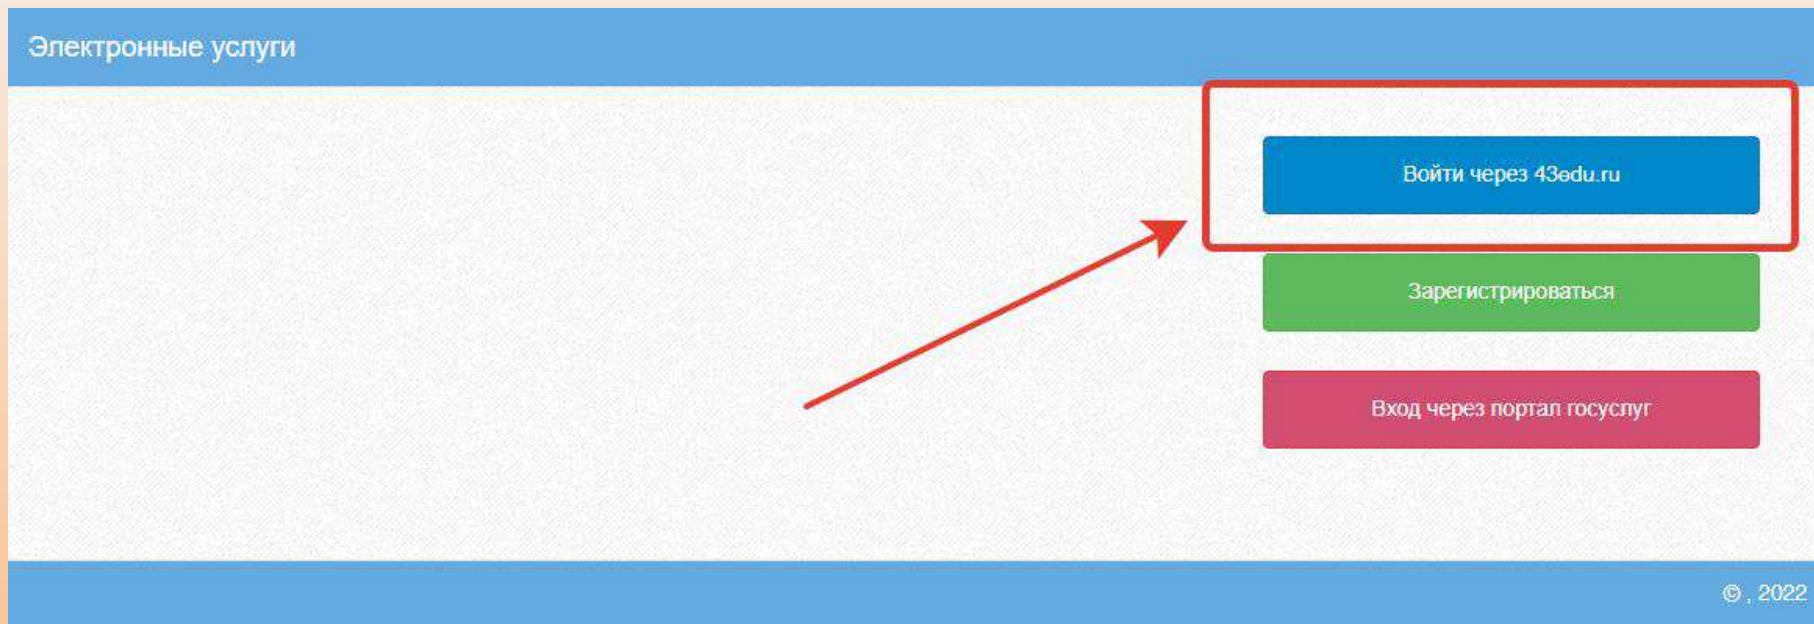 Электронные услуги
Войти через 43edu.ru
Зарегистрироваться
Вход через портал госуслуг
© , 2022